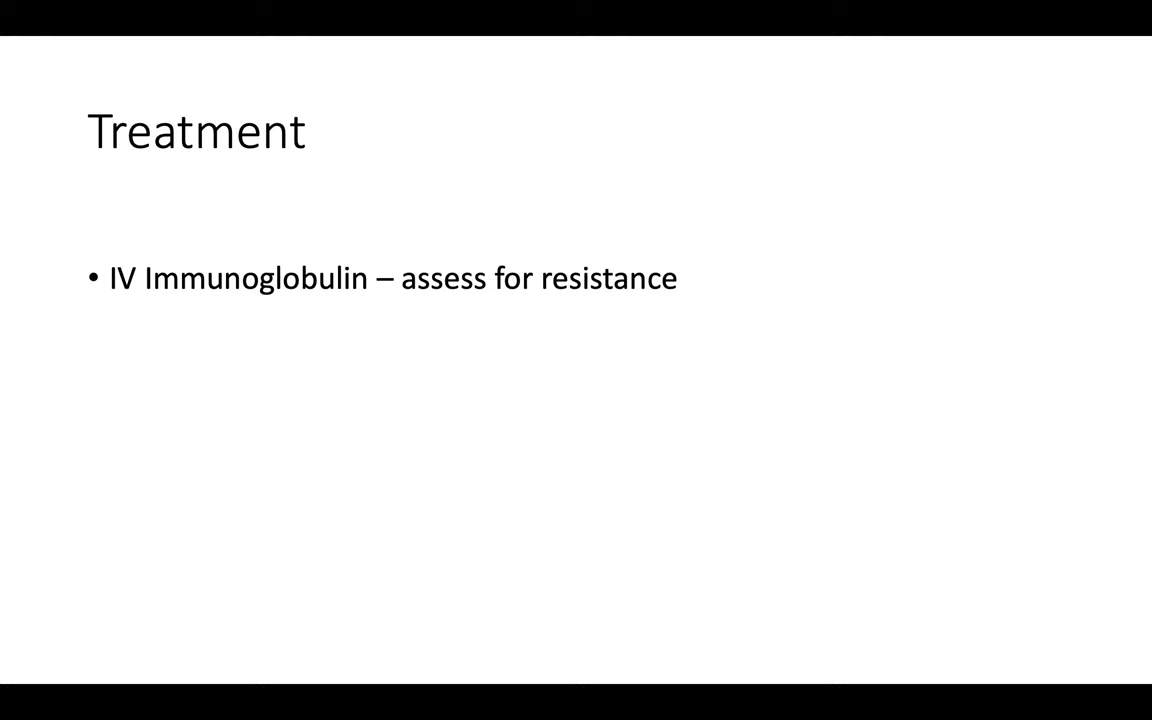 Treatment
• IV Immunoglobulin – assess for resistance